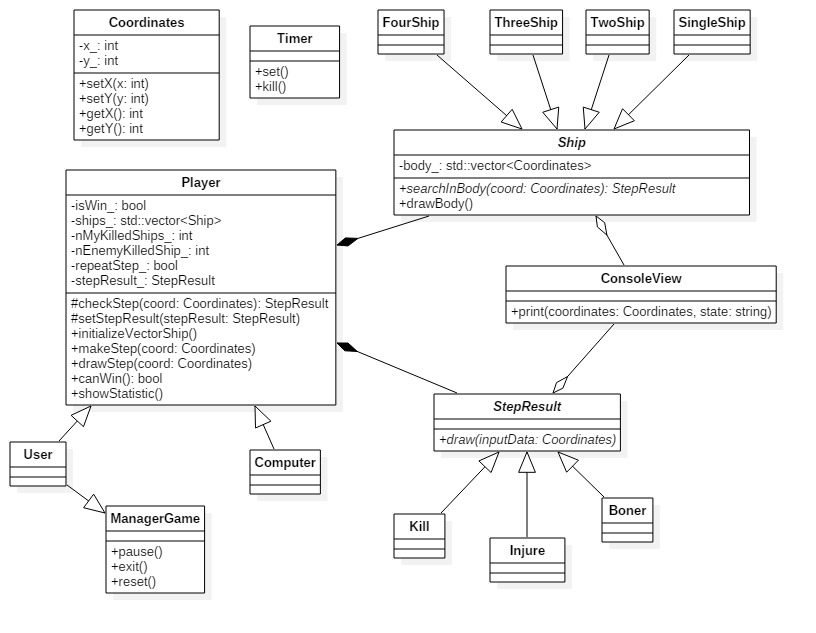 Coordinates
-x_: int
-y_: int
+setX(x: int)
+setY(y: int)
+getX(): int
+getY(): int
Timer
+set()
+kill()
FourShip
ThreeShip
TwoShip
SingleShip
Ship
-body_: std::vector<Coordinates>
+searchInBody(coord: Coordinates): StepResult
+drawBody()
Player
-isWin_: bool
-ships_: std::vector<Ship>
-nMyKilledShips_: int
-nEnemyKilledShip_: int
-repeatStep_: bool
-stepResult_: StepResult
#checkStep(coord: Coordinates): StepResult
#setStepResult(stepResult: StepResult)
+initializeVectorShip()
+makeStep(coord: Coordinates)
+drawStep(coord: Coordinates)
+canWin(): bool
+showStatistic()
ConsoleView
+print(coordinates: Coordinates, state: string)
StepResult
+draw(inputData: Coordinates)
User
Computer
ManagerGame
+pause()
+exit()
+reset()
Kill
Injure
Boner